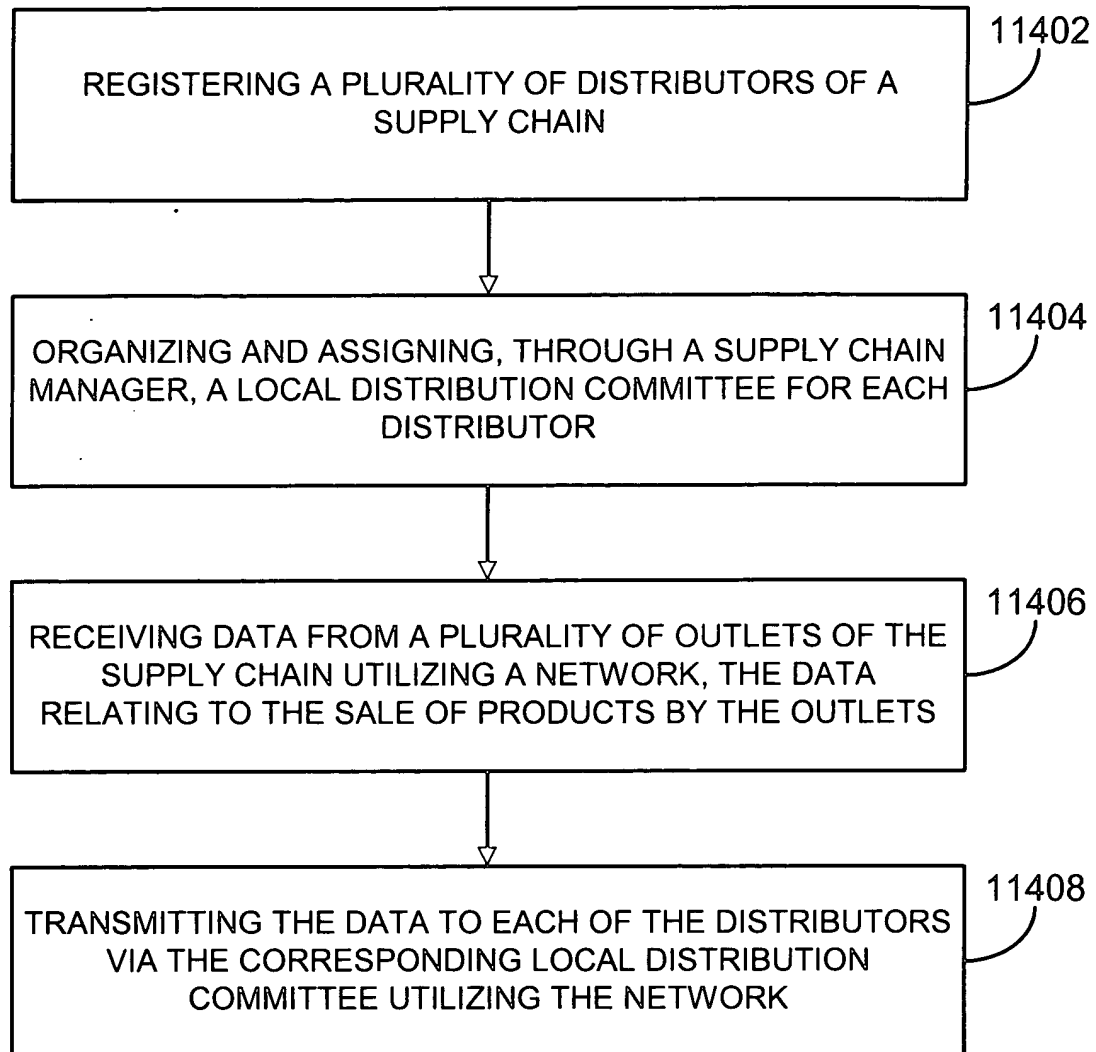 11402
REGISTERING A PLURALITY OF DISTRIBUTORS OF A
SUPPLY CHAIN
11404
ORGANIZING AND ASSIGNING, THROUGH A SUPPLY CHAIN
MANAGER, A LOCAL DISTRIBUTION COMMITTEE FOR EACH
DISTRIBUTOR
11406
RECEIVING DATA FROM A PLURALITY OF OUTLETS OF THE
SUPPLY CHAIN UTILIZING A NETWORK, THE DATA
RELATING TO THE SALE OF PRODUCTS BY THE OUTLETS
11408
TRANSMITTING THE DATA TO EACH OF THE DISTRIBUTORS
VIA THE CORRESPONDING LOCAL DISTRIBUTION
COMMITTEE UTILIZING THE NETWORK